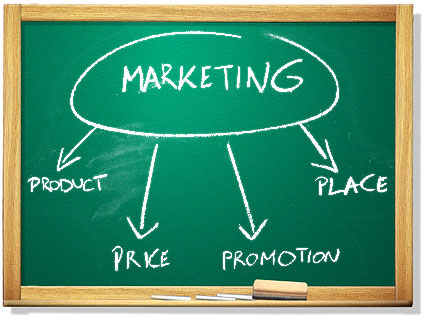 MARKETING
PRODUCT
PLACE
PRICE
PROMOTION